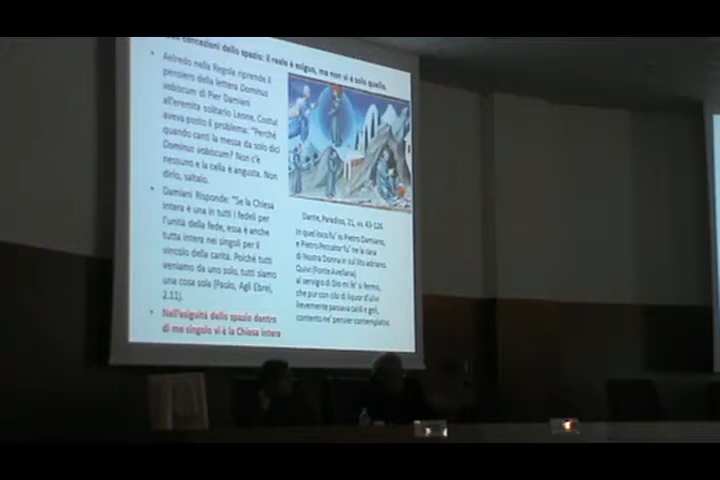 concezioni dello spazio: il reale è esiguo, ma non vi è solo quello.
Aelredo nella Regola riprende il
pensiero della lettera Dominus
vobiscum di Pier Damiani
all'eremita solitario Leone. Costui
aveva posto il problema: "Perché
quando canti la messa da solo dici
Dominus vobiscum? Non c'è
nessuno e la cella è angusta. Non
dirlo, saltalo.
Damiani Risponde: "Se la Chiesa
intera è una in tutti i fedeli per
l'unità della fede, essa è anche
tutta intera nei singoli per il
vincolo della carità. Poiché tutti
veniamo da uno solo, tutti siamo
una cosa sola (Paolo, Agli Ebrei,
2.11).
Nell'esiguità dello spazio dentro
di me singolo vi è la Chiesa intera
Dante, Paradiso, 21, vv. 43-126
In quel loco fu' io Pietro Damiano,
e Pietro Peccator fu' ne la casa
di Nostra Donna in sul lito adriano.
Quivi (Fonte Avellana)
al servigio di Dio mi fe' sì fermo,
che pur con cibi di liquor d'ulivi
lievemente passava caldi e geli,
contento ne' pensier contemplativi.